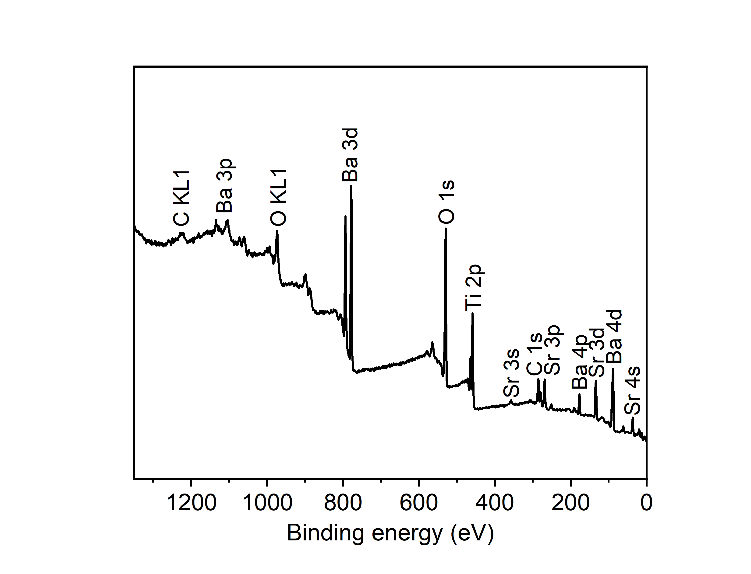 C KL1
Ba 3p
O KL1
Ba 3d
O 1s
Ti 2p
Sr 3s
C 1s
Sr 3p
Ba 4p
Sr 3d
Ba 4d
Sr 4s
1200 1000 800 600 400 200 0
Binding energy (eV)